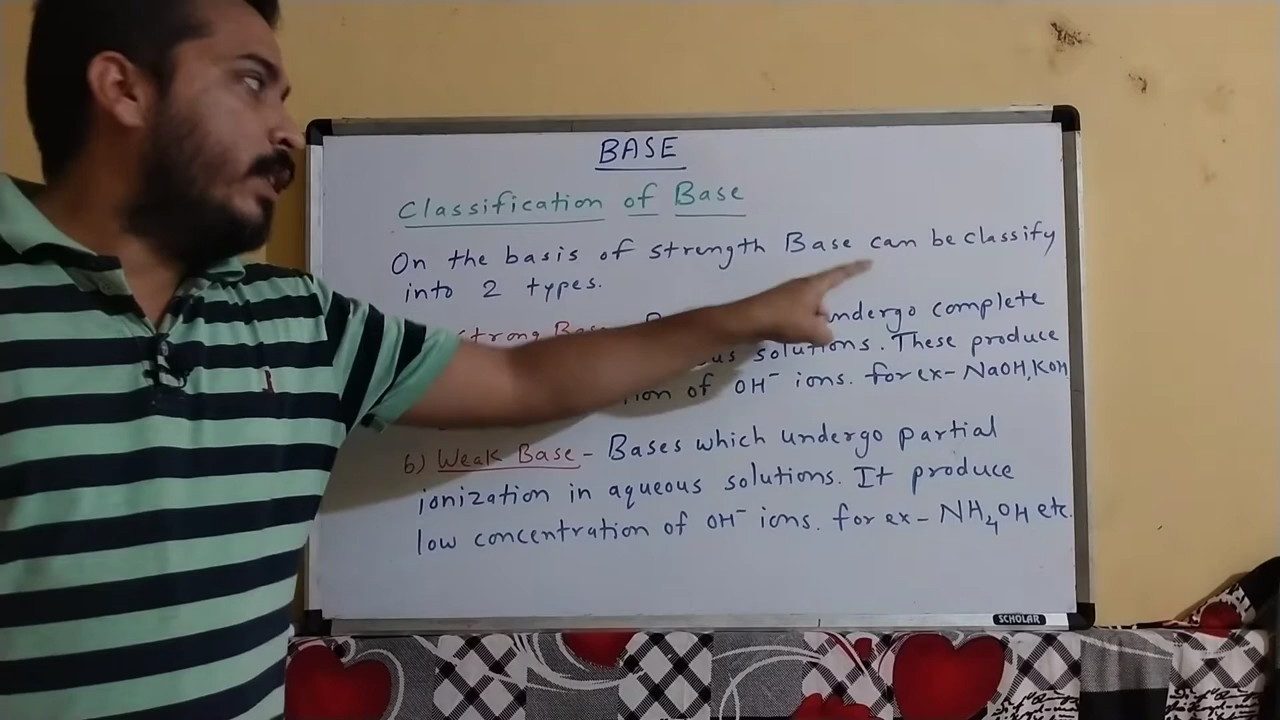 BASE
Classification of Base
On the basis of strength Base can be classify
into 2 types.
Strong Base undergo complete
solutions. These produce
of OH⁻ ions. for ex- NaOH, KOH
b) Weak Base - Bases which undergo partial
ionization in aqueous solutions. It produce
low concentration of OH⁻ ions. for ex- NH₄OH etc.
SCHOLAR